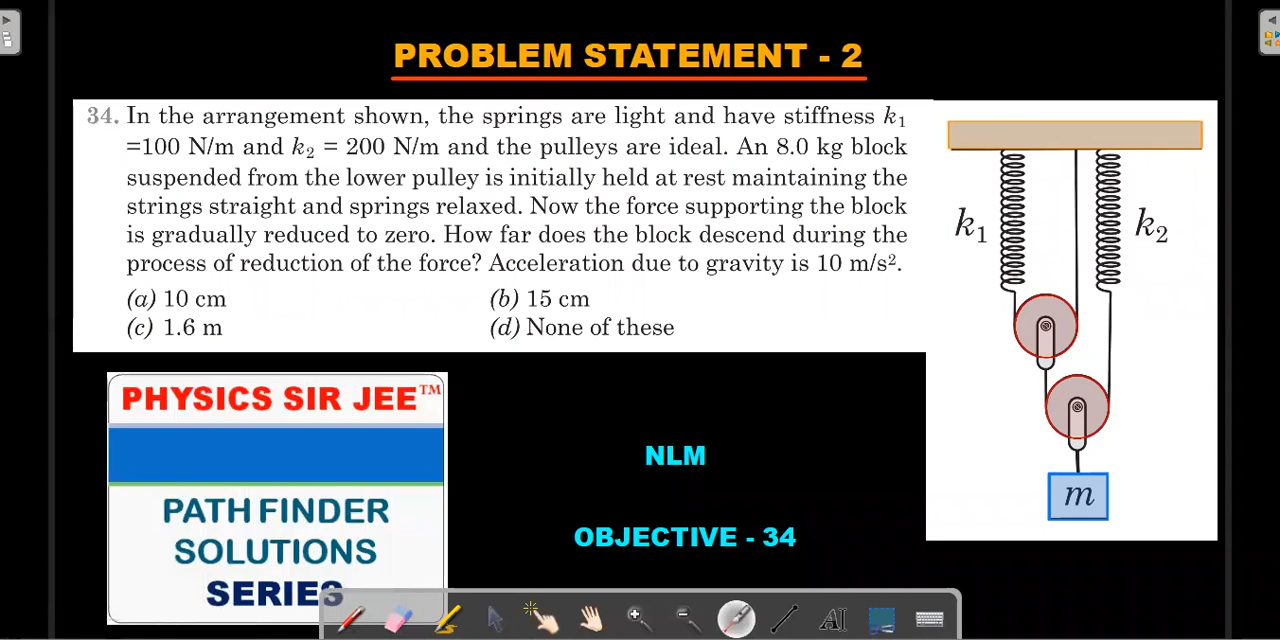 PROBLEM STATEMENT - 2
34. In the arrangement shown, the springs are light and have stiffness k₁
=100 N/m and k₂ = 200 N/m and the pulleys are ideal. An 8.0 kg block
suspended from the lower pulley is initially held at rest maintaining the
strings straight and springs relaxed. Now the force supporting the block
is gradually reduced to zero. How far does the block descend during the
process of reduction of the force? Acceleration due to gravity is 10 m/s².
(a) 10 cm (b) 15 cm
(c) 1.6 m (d) None of these
k₁ k₂
m
PHYSICS SIR JEE™
PATH FINDER
SOLUTIONS
SERIES
NLM
OBJECTIVE - 34
AI